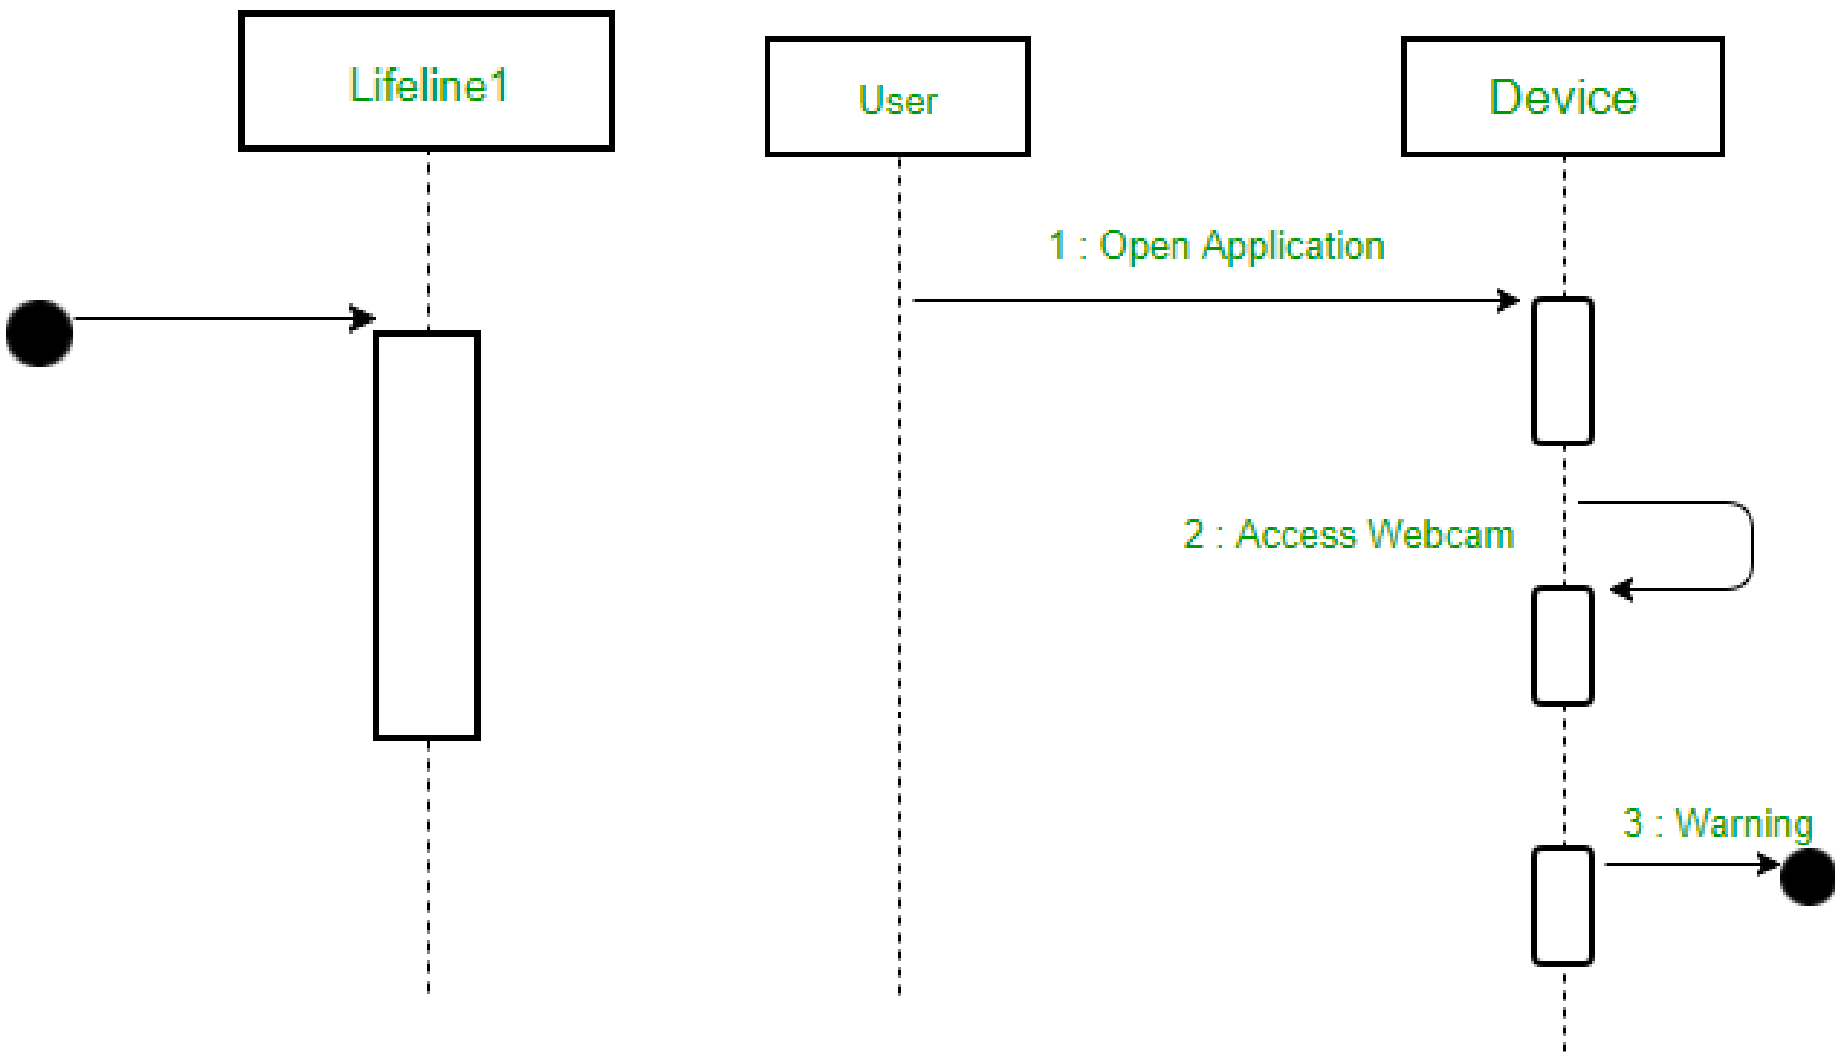 Lifeline1
User
Device
1 : Open Application
2 : Access Webcam
3 : Warning